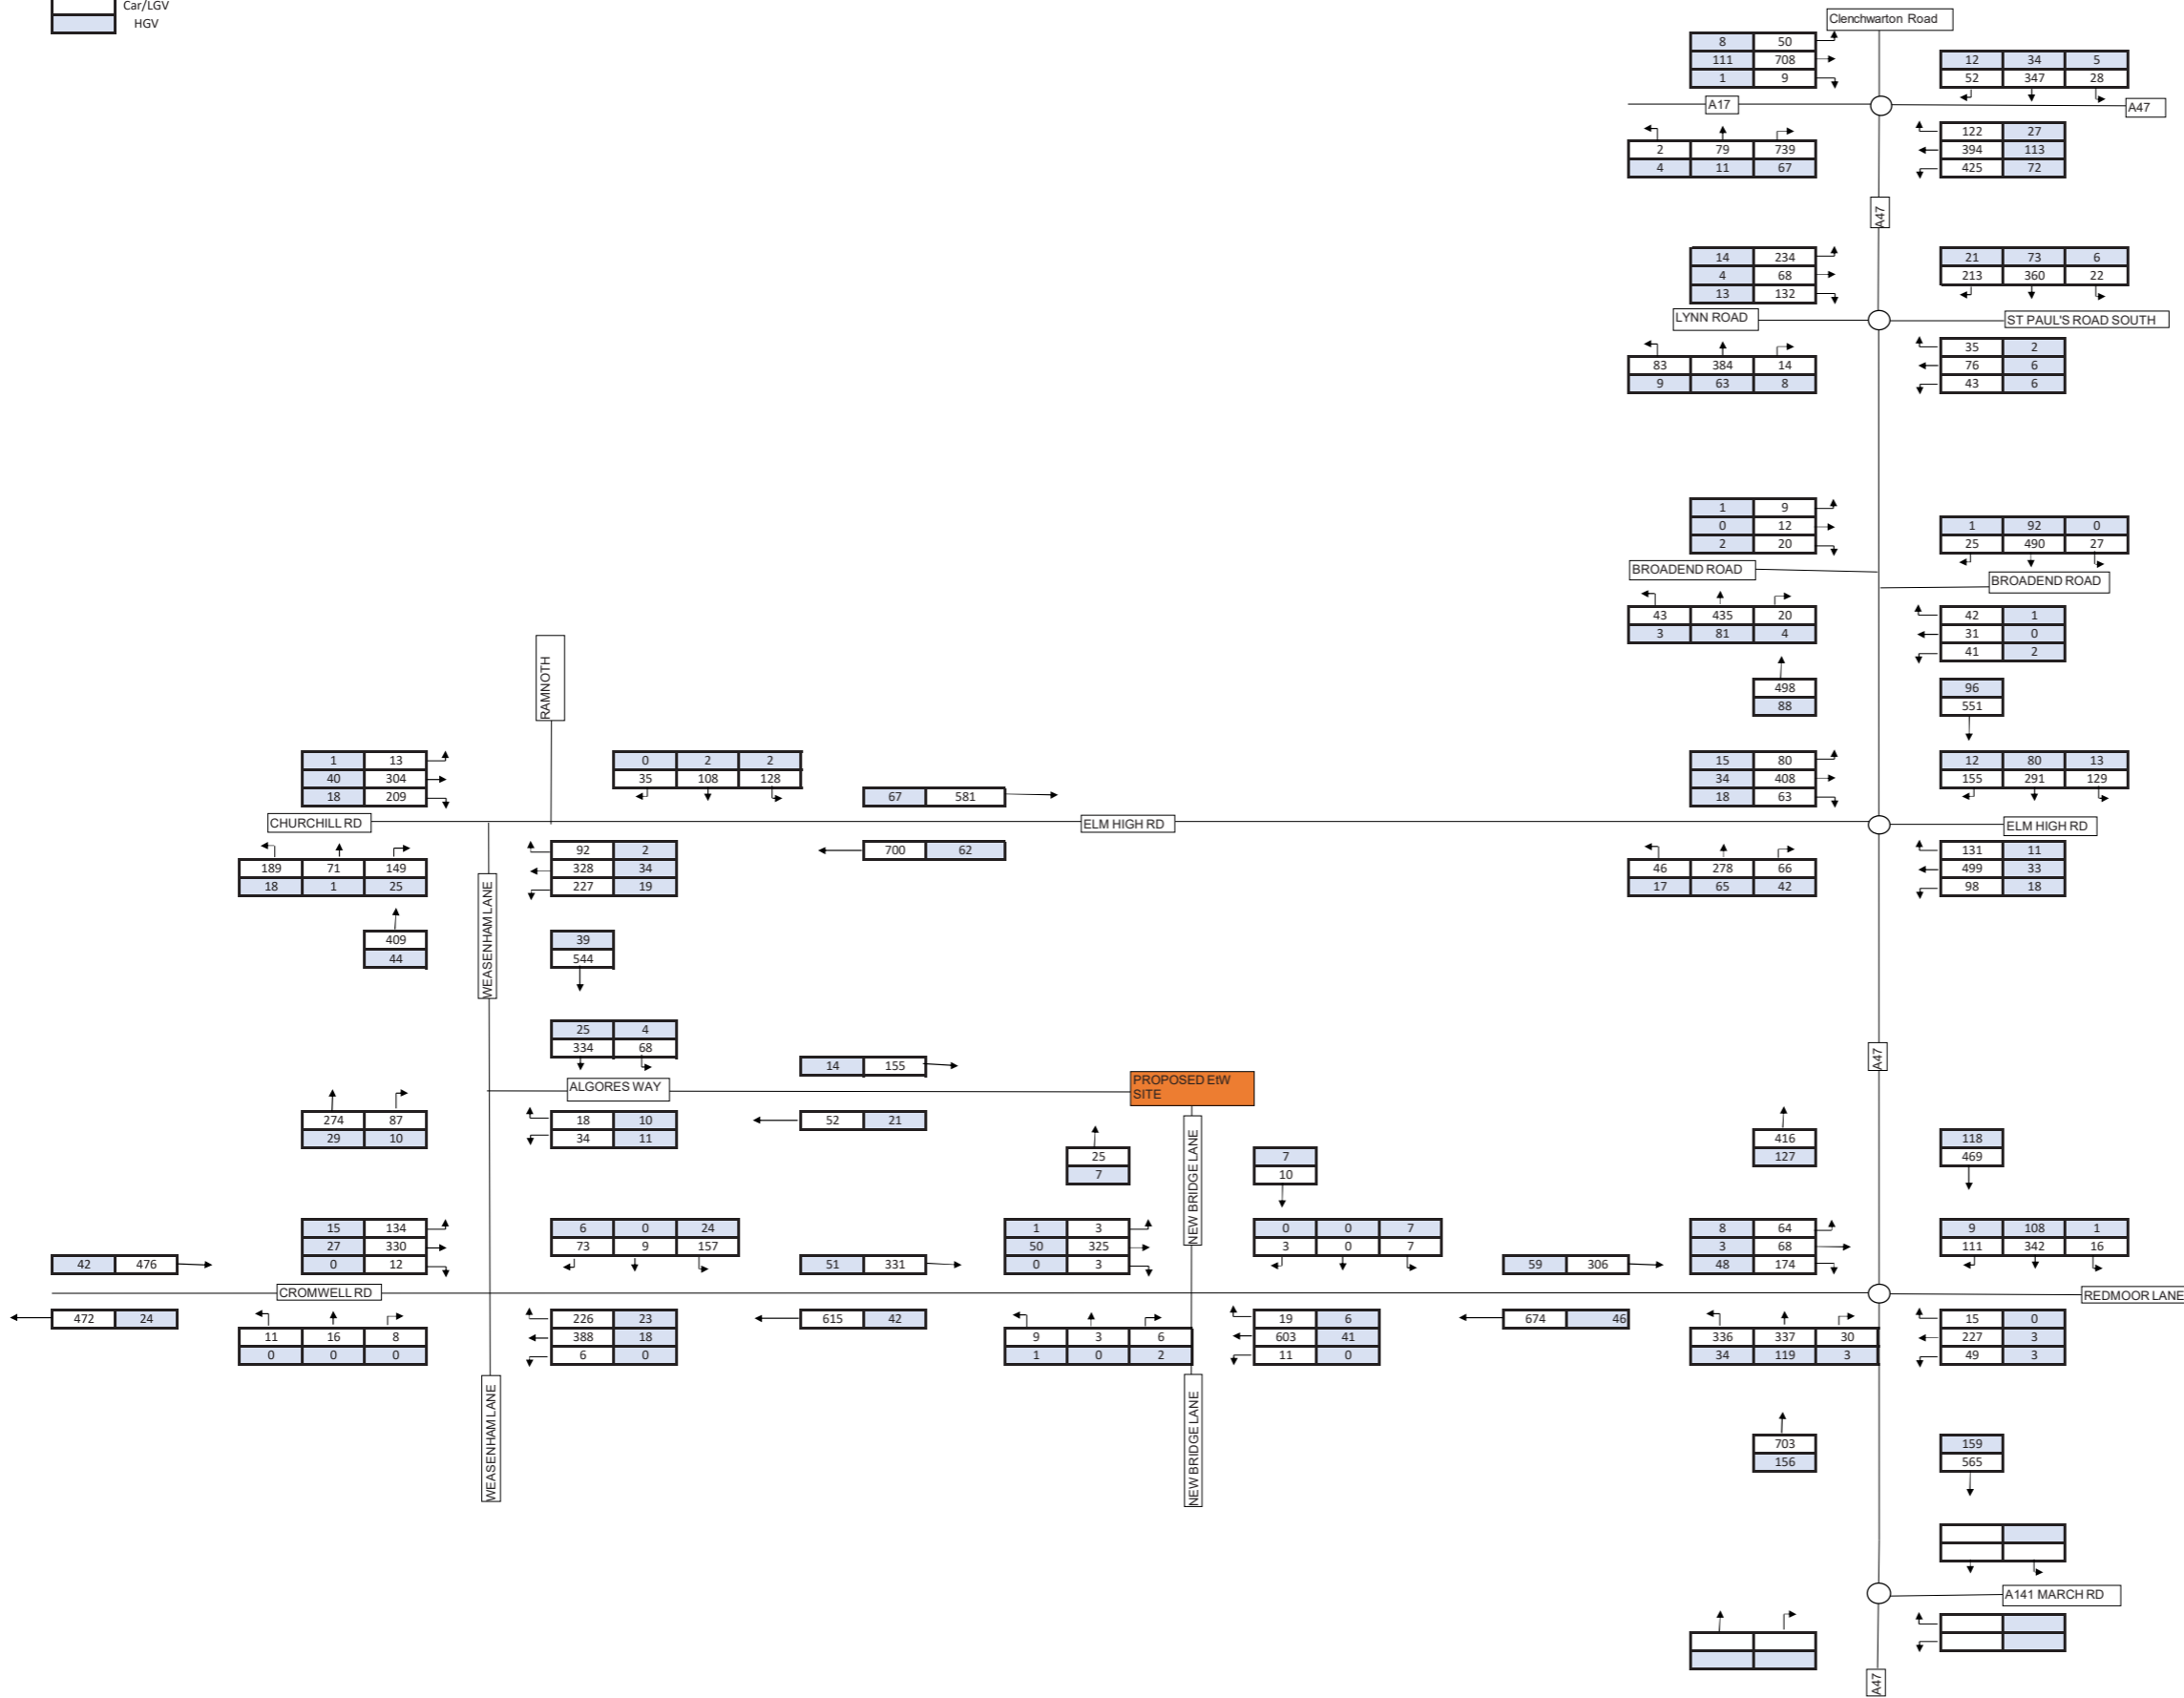 Car/LGV
HGV
Clenchwarton Road
8 50
111 708
1 9
12 34 5
52 347 28
A17
A47
2 79 739
4 11 67
122 27
394 113
425 72
A47
14 234
4 68
13 132
21 73 6
213 360 22
LYNN ROAD
ST PAUL'S ROAD SOUTH
83 384 14
9 63 8
35 2
76 6
43 6
1 9
0 12
2 20
1 92 0
25 490 27
BROADEND ROAD
BROADEND ROAD
43 435 20
3 81 4
42 1
31 0
41 2
498
88
96
551
RAMNOTH
1 13
40 304
18 209
0 2 2
35 108 128
67 581
15 80
34 408
18 63
12 80 13
155 291 129
CHURCHILL RD
ELM HIGH RD
ELM HIGH RD
189 71 149
18 1 25
92 2
328 34
227 19
700 62
46 278 66
17 65 42
131 11
499 33
98 18
WEASENHAM LANE
409
44
39
544
25 4
334 68
14 155
A47
ALGORES WAY
PROPOSED EtW
SITE
274 87
29 10
18 10
34 11
52 21
25
7
NEW BRIDGE LANE
7
10
416
127
118
469
42 476
15 134
27 330
0 12
6 0 24
73 9 157
51 331
1 3
50 325
0 3
0 0 7
3 0 7
59 306
8 64
3 68
48 174
9 108 1
111 342 16
CROMWELL RD
REDMOOR LANE
472 24
11 16 8
0 0 0
226 23
388 18
6 0
615 42
9 3 6
1 0 2
19 6
603 41
11 0
674 46
336 337 30
34 119 3
15 0
227 3
49 3
WEASENHAM LANE
NEW BRIDGE LANE
703
156
159
565
A141 MARCH RD
A47